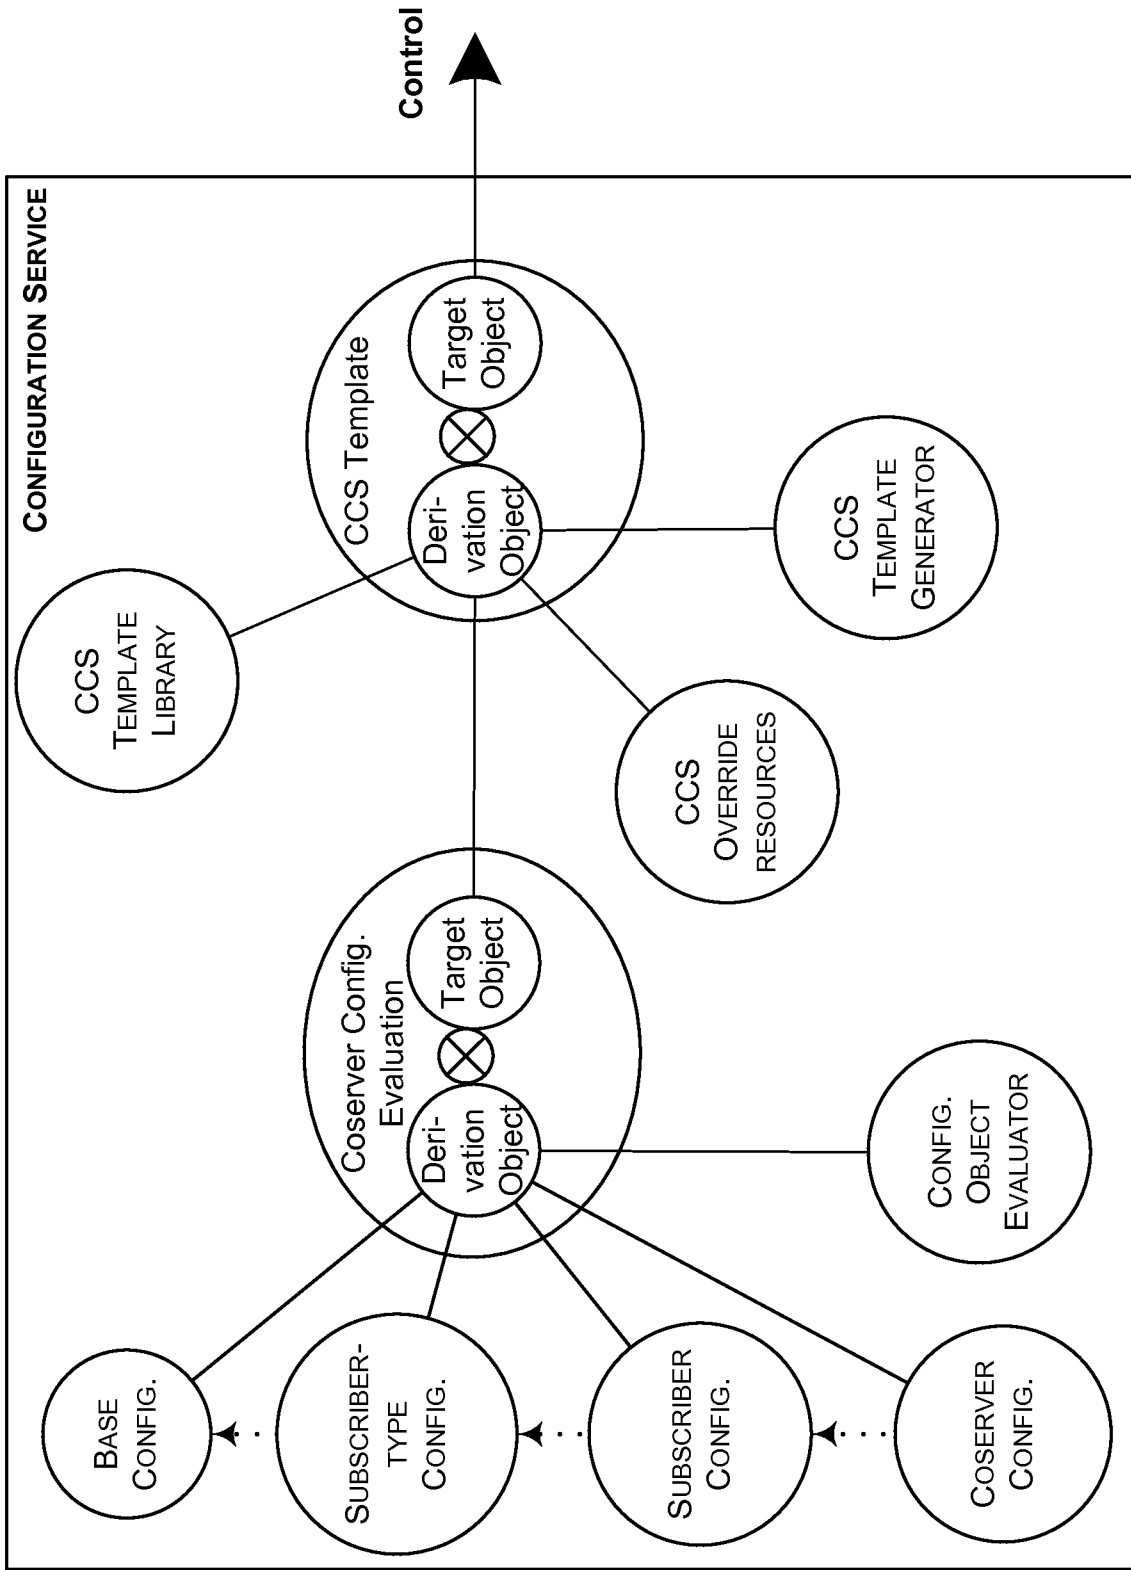 CONFIGURATION SERVICE
Control
BASE
CONFIG.
SUBSCRIBER-
TYPE
CONFIG.
SUBSCRIBER
CONFIG.
COSERVER
CONFIG.
Coserver Config.
Evaluation
Deri-
vation
Object
Target
Object
CONFIG.
OBJECT
EVALUATOR
CCS
TEMPLATE
LIBRARY
CCS
OVERRIDE
RESOURCES
CCS Template
Deri-
vation
Object
Target
Object
CCS
TEMPLATE
GENERATOR